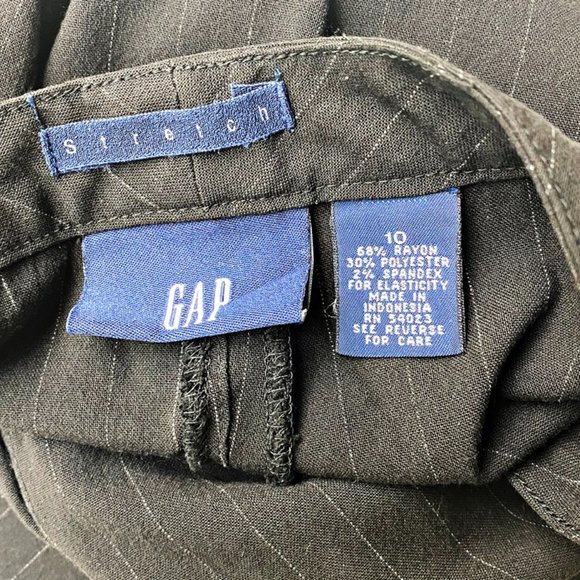 Stretch
GAP
10
68% RAYON
30% POLYESTER
2% SPANDEX
FOR ELASTICITY
MADE IN
INDONESIA
RN 54023
SEE REVERSE
FOR CARE